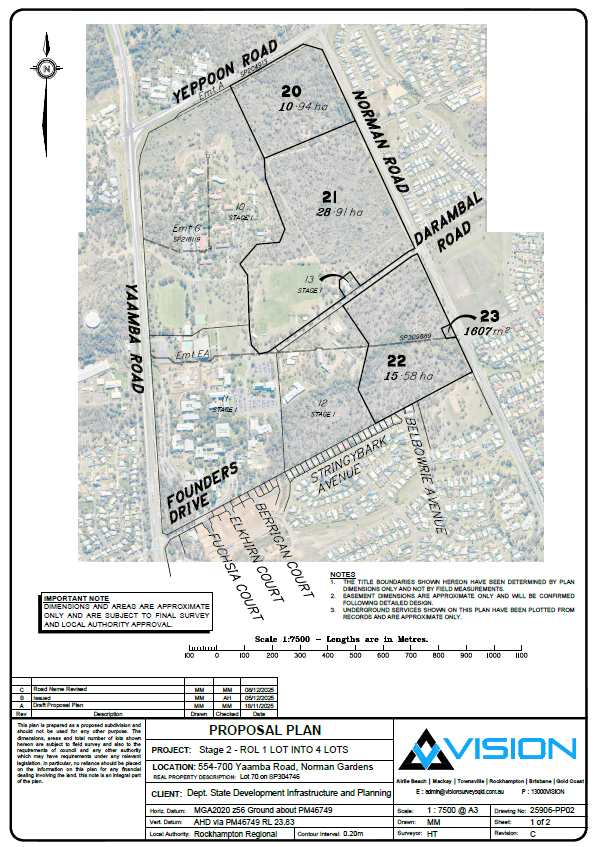 N
YEPPOON ROAD
SP204913
Emt A
20
10·94 ha
NORMAN ROAD
21
28·91 ha
10
STAGE 1
Emt G
DARAMBAL
ROAD
13
STAGE 1
YAAMBA ROAD
23
1607m²
SP309889
Emt EA
22
15·58 ha
11
STAGE 1
12
STAGE 1
FOUNDERS
DRIVE
STRINGYBARK
AVENUE
BELBOWRIE AVENUE
BERRIGAN COURT
ELKHIRN COURT
FUCHSIA COURT
IMPORTANT NOTE
DIMENSIONS AND AREAS ARE APPROXIMATE
ONLY AND ARE SUBJECT TO FINAL SURVEY
AND LOCAL AUTHORITY APPROVAL.
NOTES
1. THE TITLE BOUNDARIES SHOWN HEREON HAVE BEEN DETERMINED BY PLAN
DIMENSIONS ONLY AND NOT BY FIELD MEASUREMENTS.
2. EASEMENT DIMENSIONS ARE APPROXIMATE ONLY AND WILL BE CONFIRMED
FOLLOWING DETAILED DESIGN.
3. UNDERGROUND SERVICES SHOWN ON THIS PLAN HAVE BEEN PLOTTED FROM
RECORDS AND ARE APPROXIMATE ONLY.
Scale 1:7500 - Lengths are in Metres.
100 0 100 200 300 400 500 600 700 800 900 1000 1100
C Road Name Revised MM MM 08/12/2025
B Issued MM AH 05/12/2025
A Draft Proposal Plan MM MM 18/11/2025
Rev Description Drawn Checked Date
This plan is prepared as a proposed subdivision and
should not be used for any other purpose. The
dimensions, areas and total number of lots shown
hereon are subject to field survey and also to the
requirements of council and any other authority
which may have requirements under any relevant
legislation. In particular, no reliance should be placed
on the information on this plan for any financial
dealing involving the land. this note is an integral part
of the plan.
PROPOSAL PLAN
PROJECT: Stage 2 - ROL 1 LOT INTO 4 LOTS
LOCATION: 554-700 Yaamba Road, Norman Gardens
REAL PROPERTY DESCRIPTION: Lot 70 on SP304746
CLIENT: Dept. State Development Infrastructure and Planning
Horiz. Datum: MGA2020 z56 Ground about PM46749
Vert. Datum: AHD via PM46749 RL 23.83
Local Authority: Rockhampton Regional Contour Interval: 0.20m
VISION
Airlie Beach | Mackay | Townsville | Rockhampton | Brisbane | Gold Coast
E : admin@visionsurveysqld.com.au P : 13000VISION
Scale: 1 : 7500 @ A3 Drawing No: 25906-PP02
Drawn: MM Sheet: 1 of 2
Surveyor: HT Revision: C